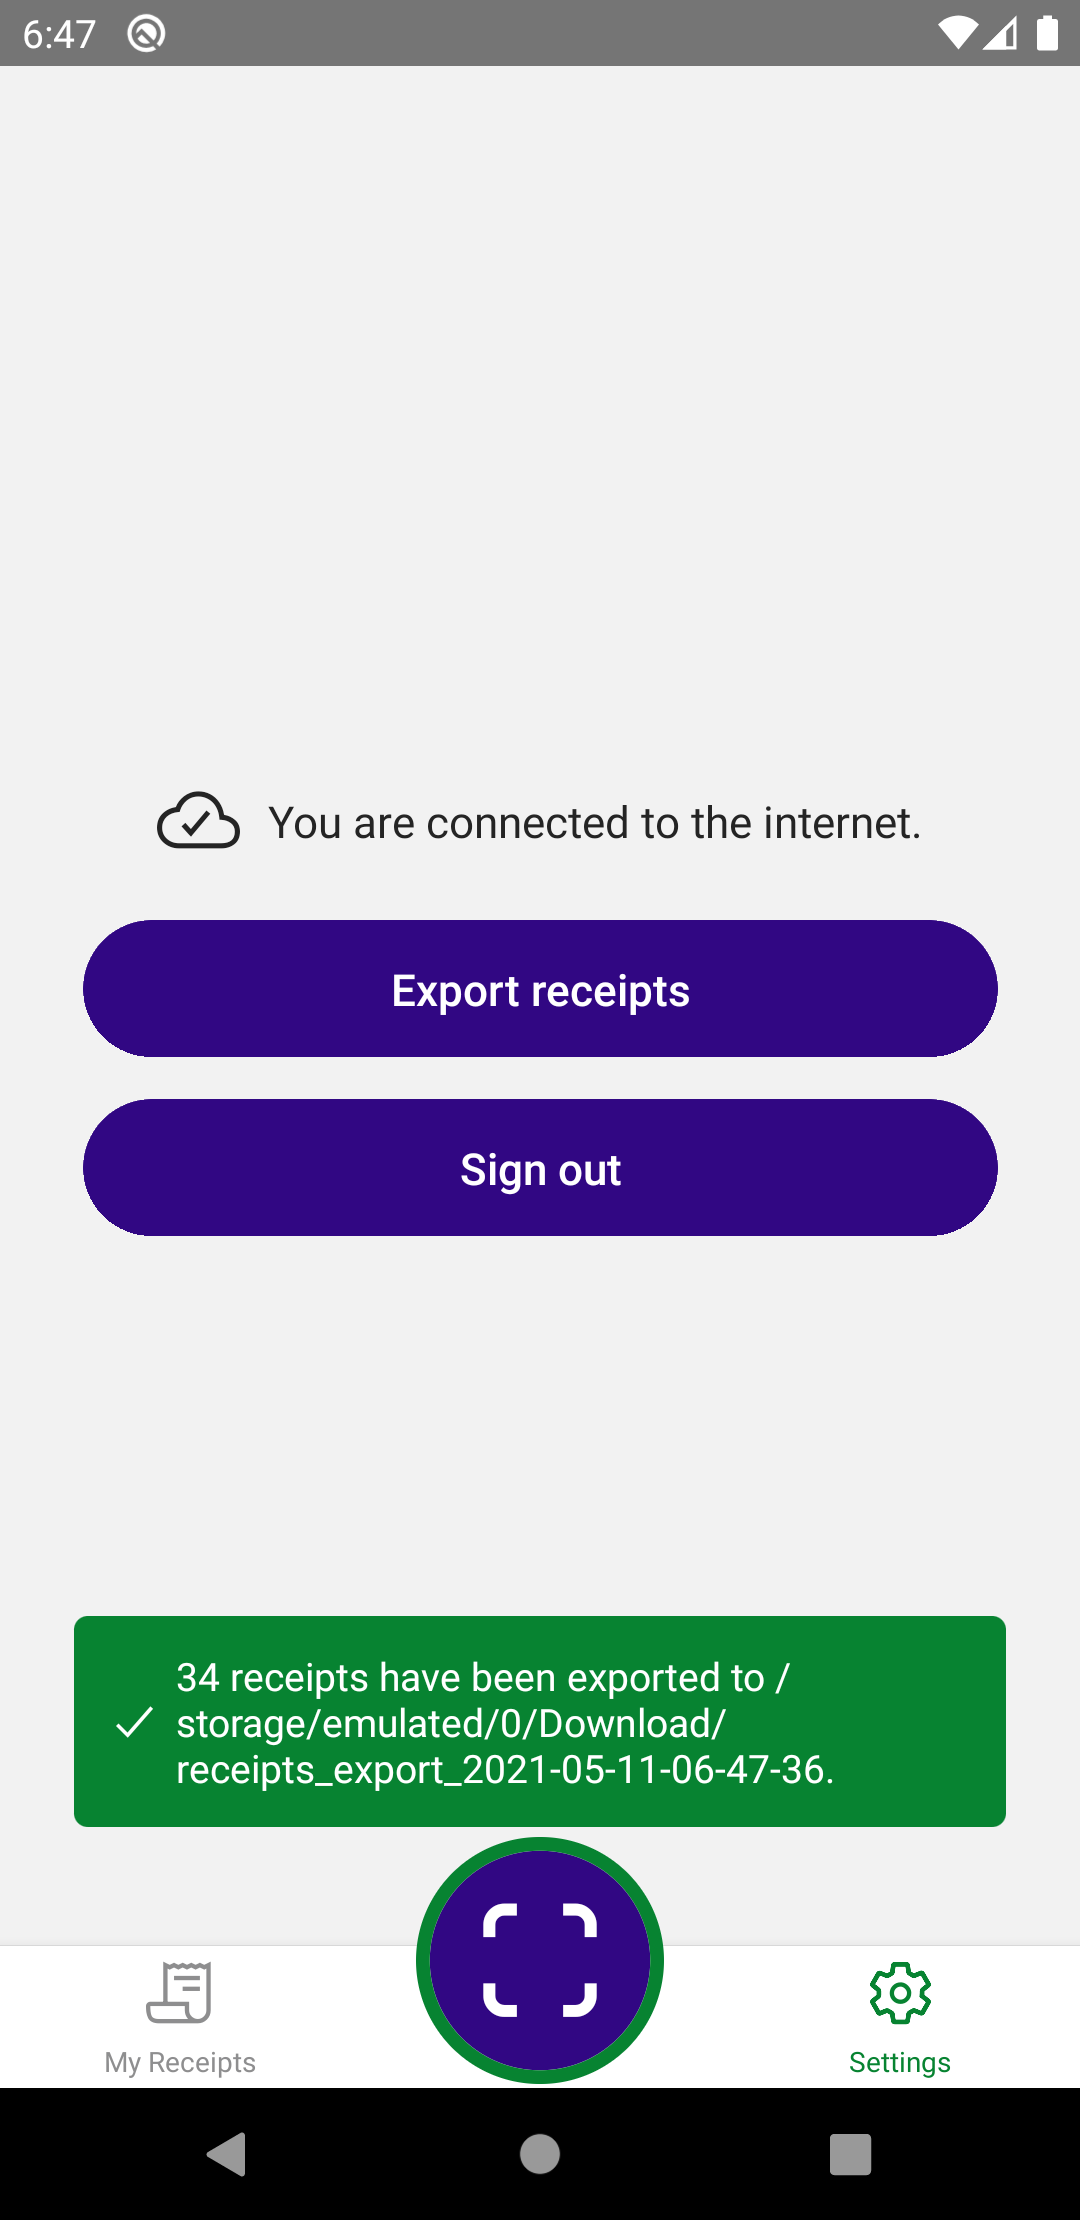 6:47
You are connected to the internet.
Export receipts
Sign out
34 receipts have been exported to /
storage/emulated/0/Download/
receipts_export_2021-05-11-06-47-36.
My Receipts
Settings